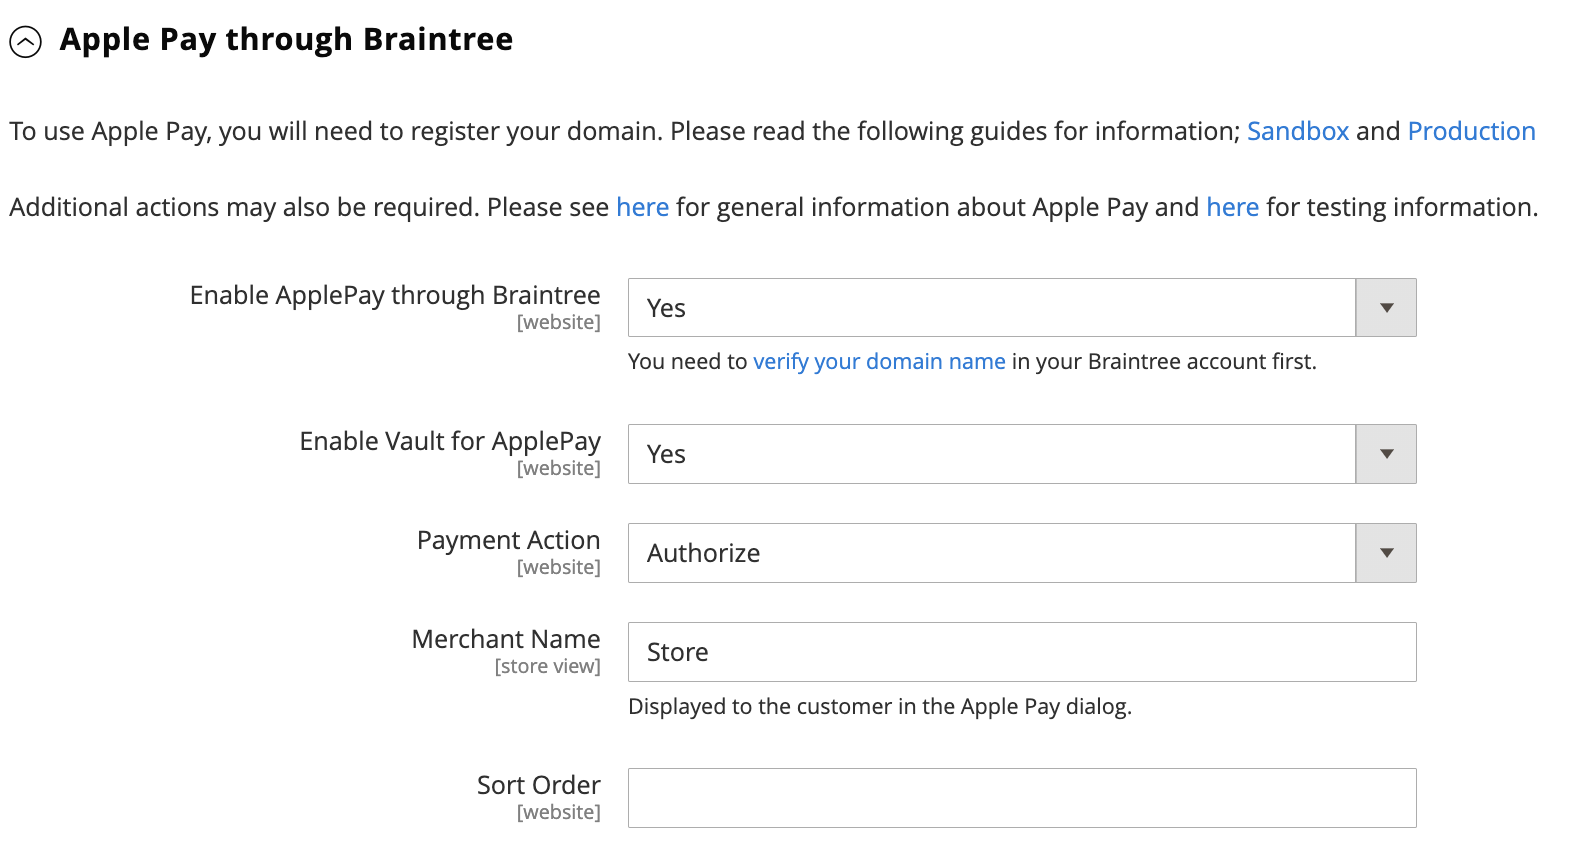 Apple Pay through Braintree
To use Apple Pay, you will need to register your domain. Please read the following guides for information; Sandbox and Production
Additional actions may also be required. Please see here for general information about Apple Pay and here for testing information.
Enable ApplePay through Braintree
[website]
Yes
You need to verify your domain name in your Braintree account first.
Enable Vault for ApplePay
[website]
Yes
Payment Action
[website]
Authorize
Merchant Name
[store view]
Store
Displayed to the customer in the Apple Pay dialog.
Sort Order
[website]